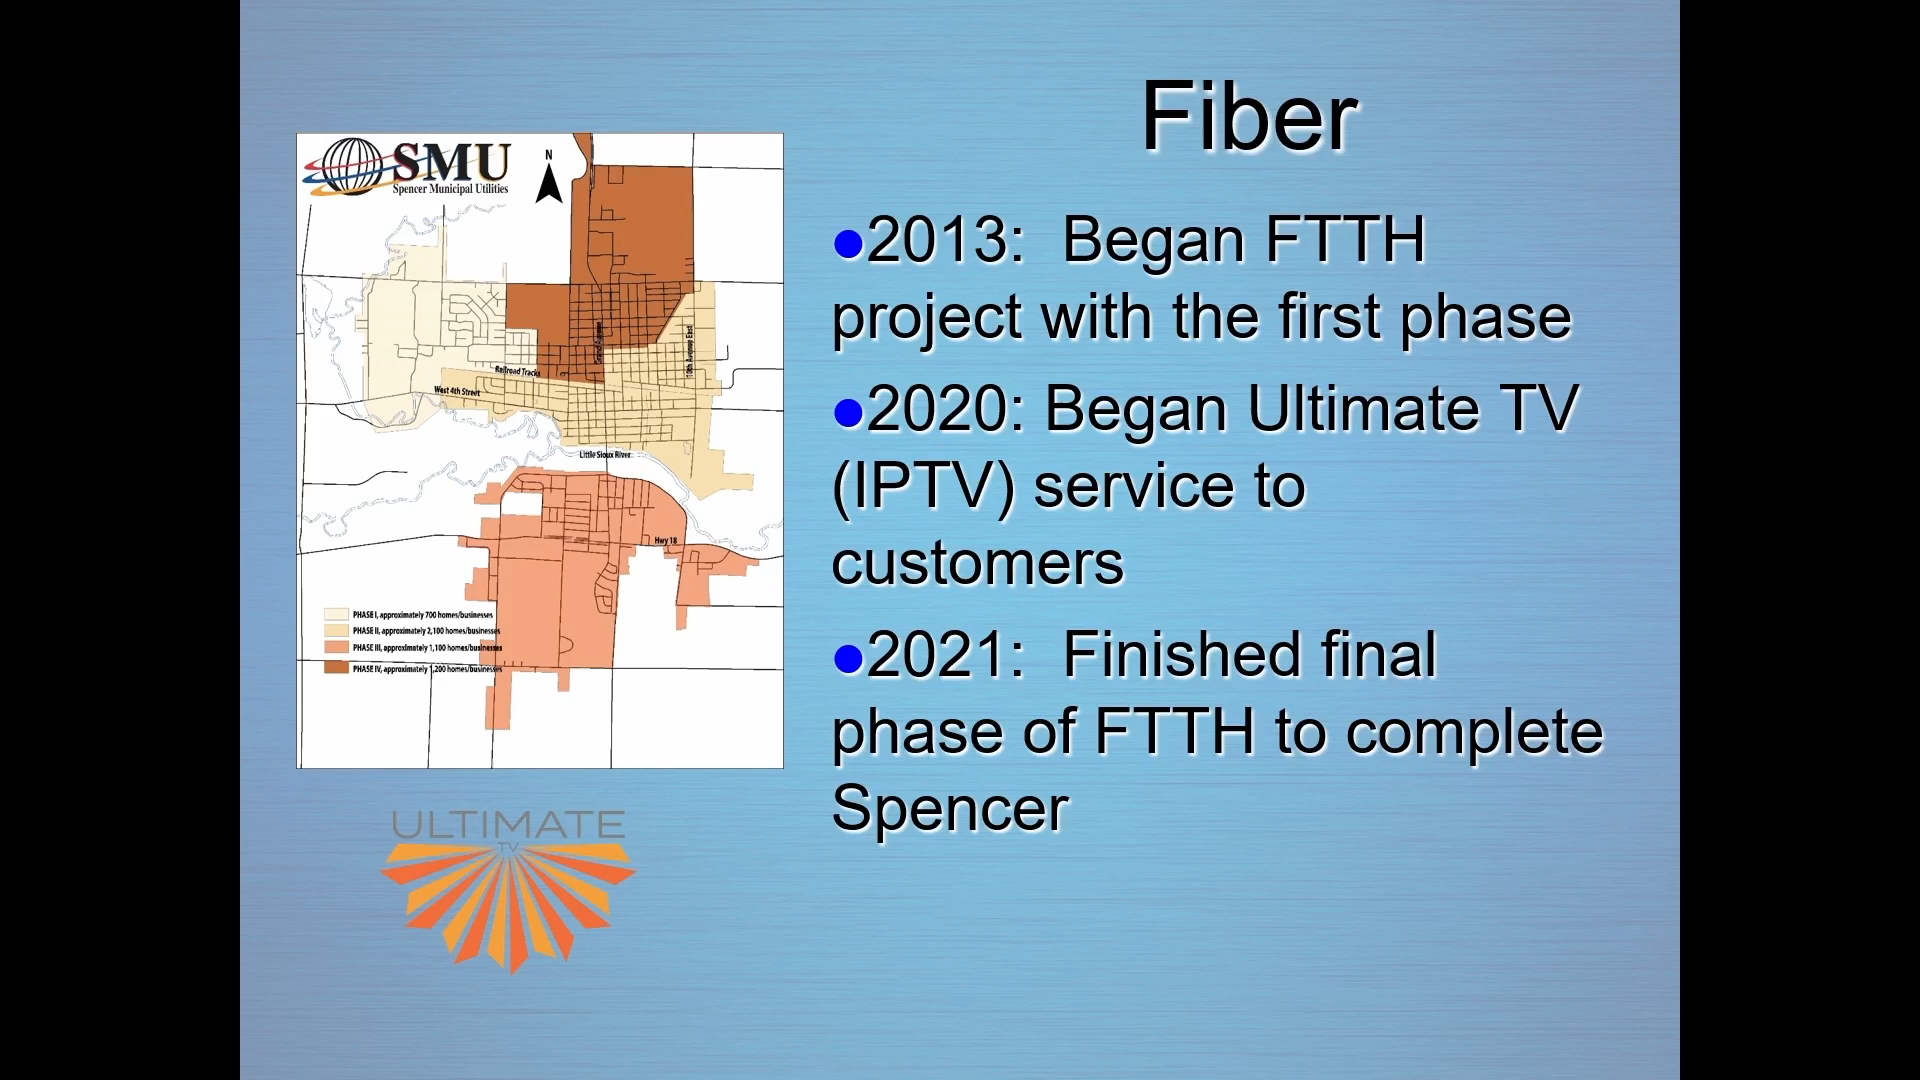 Fiber
SMU
Spencer Municipal Utilities
N
Grand Avenue
10th Avenue East
Railroad Tracks
West 4th Street
Little Sioux River
Hwy 18
PHASE I, approximately 700 homes/businesses
PHASE II, approximately 2,100 homes/businesses
PHASE III, approximately 1,100 homes/businesses
PHASE IV, approximately 1,200 homes/businesses
ULTIMATE
TV
●2013:  Began FTTH
project with the first phase
●2020: Began Ultimate TV
(IPTV) service to
customers
●2021:  Finished final
phase of FTTH to complete
Spencer